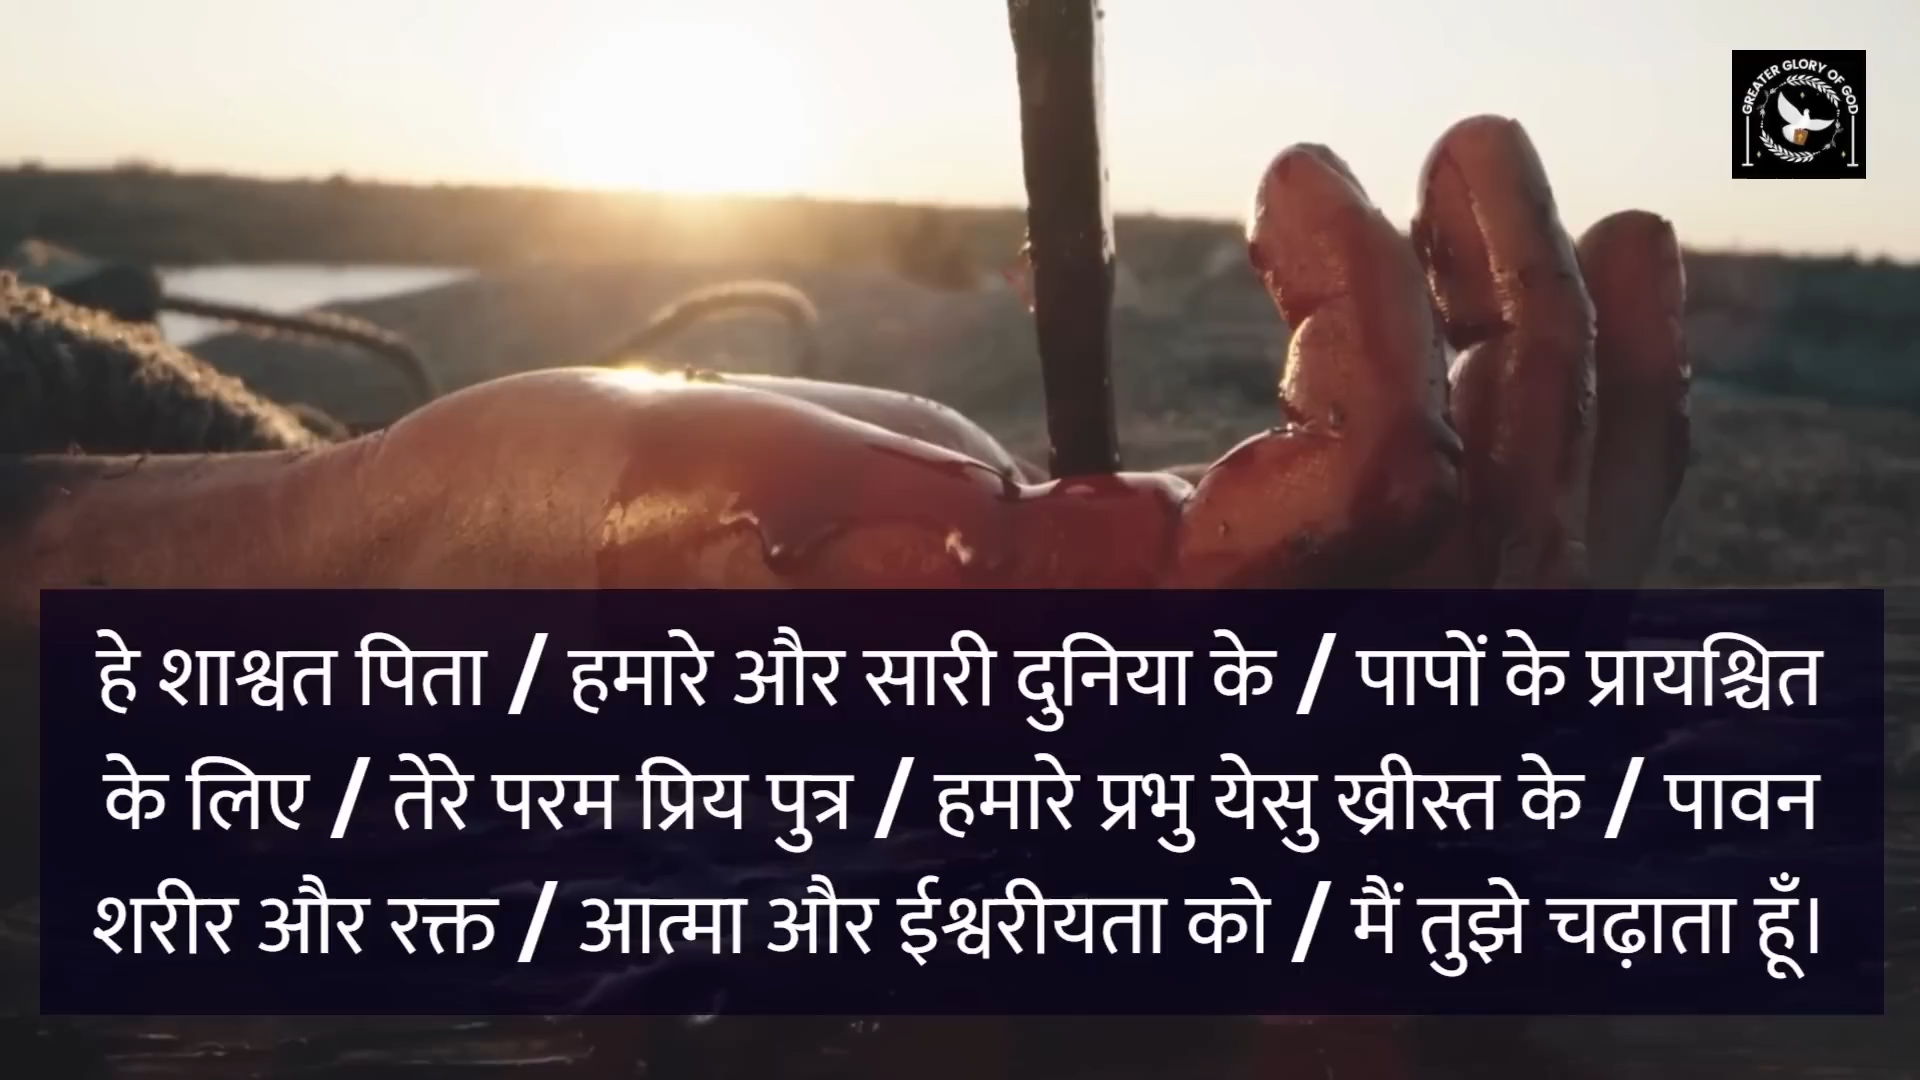 GREATER GLORY OF GOD
हे शाश्वत पिता / हमारे और सारी दुनिया के / पापों के प्रायश्चित
के लिए / तेरे परम प्रिय पुत्र / हमारे प्रभु येसु ख्रीस्त के / पावन
शरीर और रक्त / आत्मा और ईश्वरीयता को / मैं तुझे चढ़ाता हूँ।